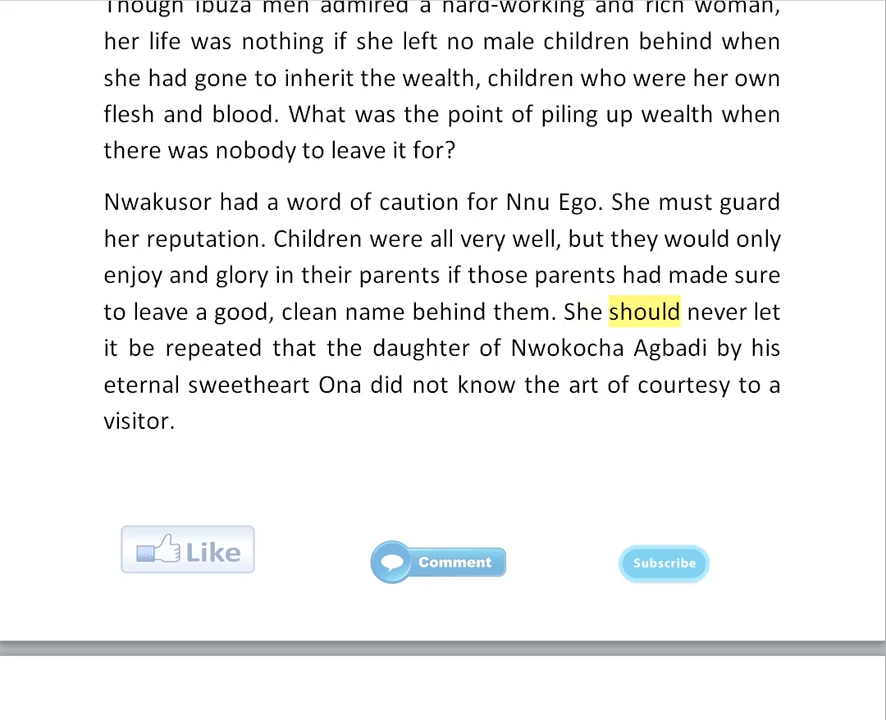 Though Ibuza men admired a hard-working and rich woman,
her life was nothing if she left no male children behind when
she had gone to inherit the wealth, children who were her own
flesh and blood. What was the point of piling up wealth when
there was nobody to leave it for?
Nwakusor had a word of caution for Nnu Ego. She must guard
her reputation. Children were all very well, but they would only
enjoy and glory in their parents if those parents had made sure
to leave a good, clean name behind them. She should never let
it be repeated that the daughter of Nwokocha Agbadi by his
eternal sweetheart Ona did not know the art of courtesy to a
visitor.
Like
Comment
Subscribe